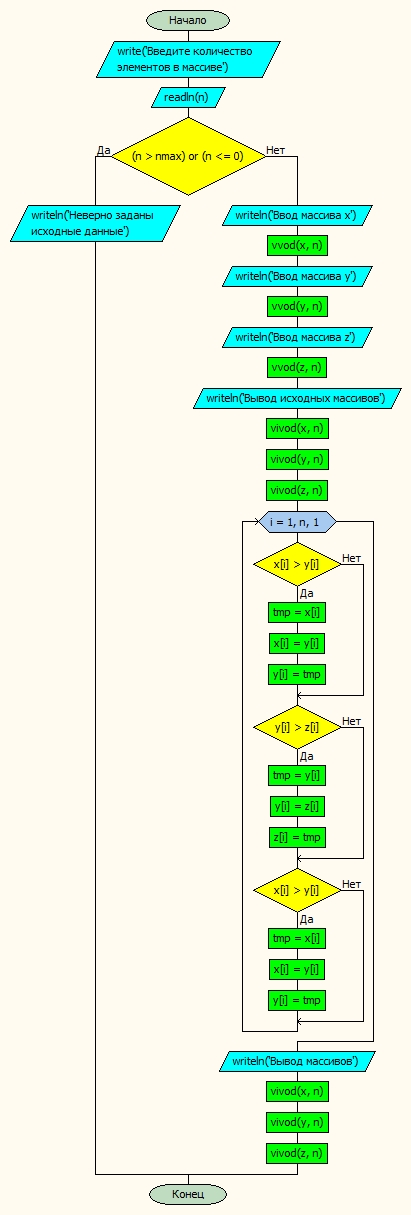 Начало
write('Введите количество
элементов в массиве')
readln(n)
Да
(n > nmax) or (n <= 0)
Нет
writeln('Неверно заданы
исходные данные')
writeln('Ввод массива x')
vvod(x, n)
writeln('Ввод массива y')
vvod(y, n)
writeln('Ввод массива z')
vvod(z, n)
writeln('Вывод исходных массивов')
vivod(x, n)
vivod(y, n)
vivod(z, n)
i = 1, n, 1
x[i] > y[i]
Нет
Да
tmp = x[i]
x[i] = y[i]
y[i] = tmp
y[i] > z[i]
Нет
Да
tmp = y[i]
y[i] = z[i]
z[i] = tmp
x[i] > y[i]
Нет
Да
tmp = x[i]
x[i] = y[i]
y[i] = tmp
writeln('Вывод массивов')
vivod(x, n)
vivod(y, n)
vivod(z, n)
Конец